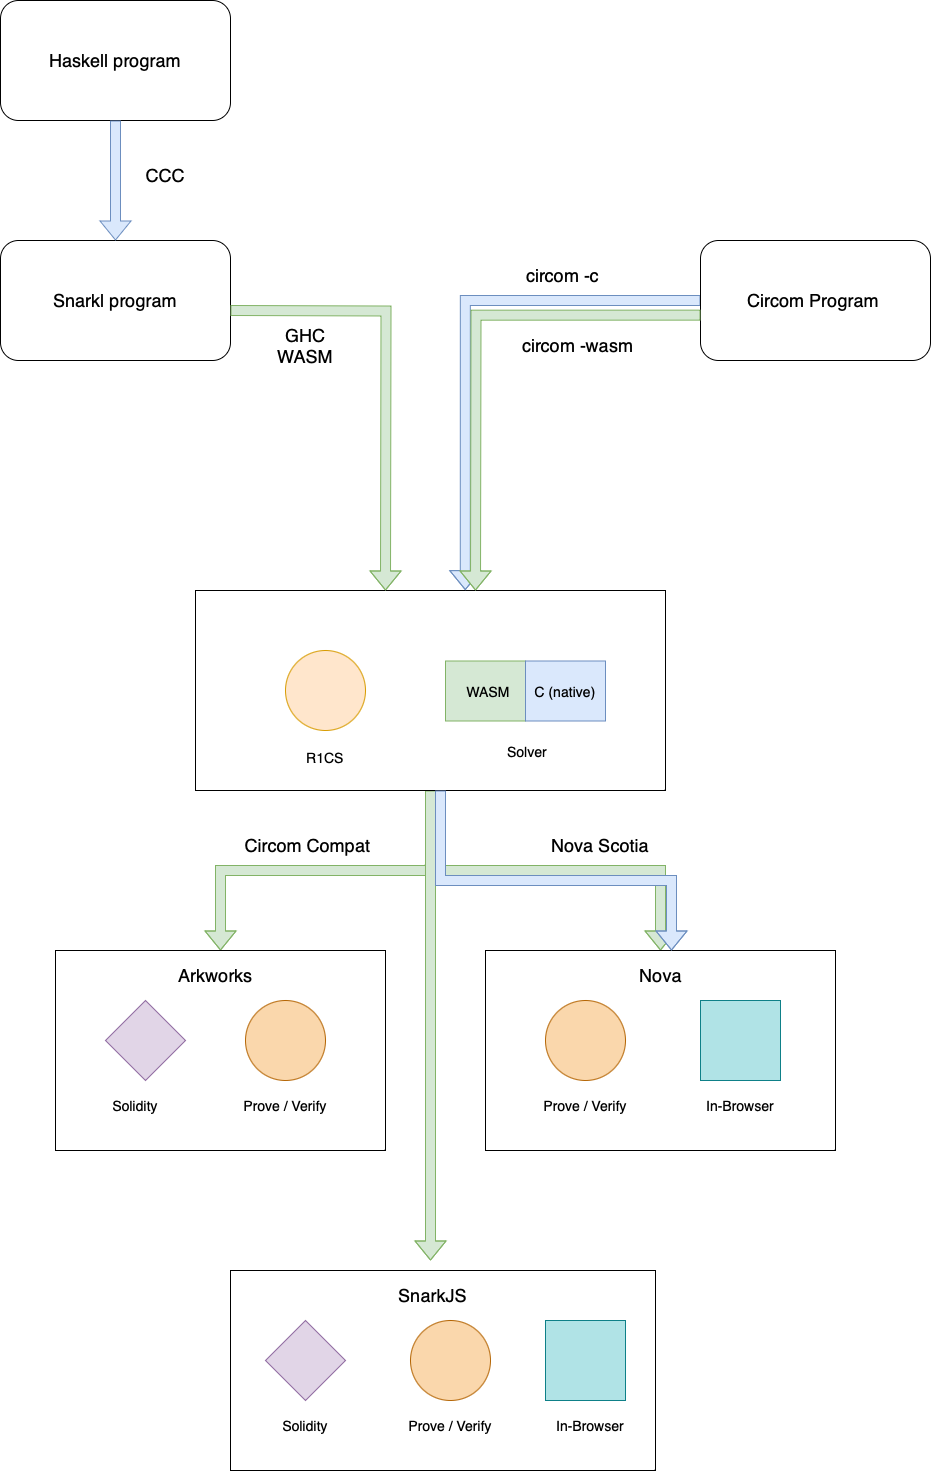 Haskell program
CCC
Snarkl program
circom -c
Circom Program
GHC
WASM
circom -wasm
WASM
C (native)
R1CS
Solver
Circom Compat
Nova Scotia
Arkworks
Solidity
Prove / Verify
Nova
Prove / Verify
In-Browser
SnarkJS
Solidity
Prove / Verify
In-Browser